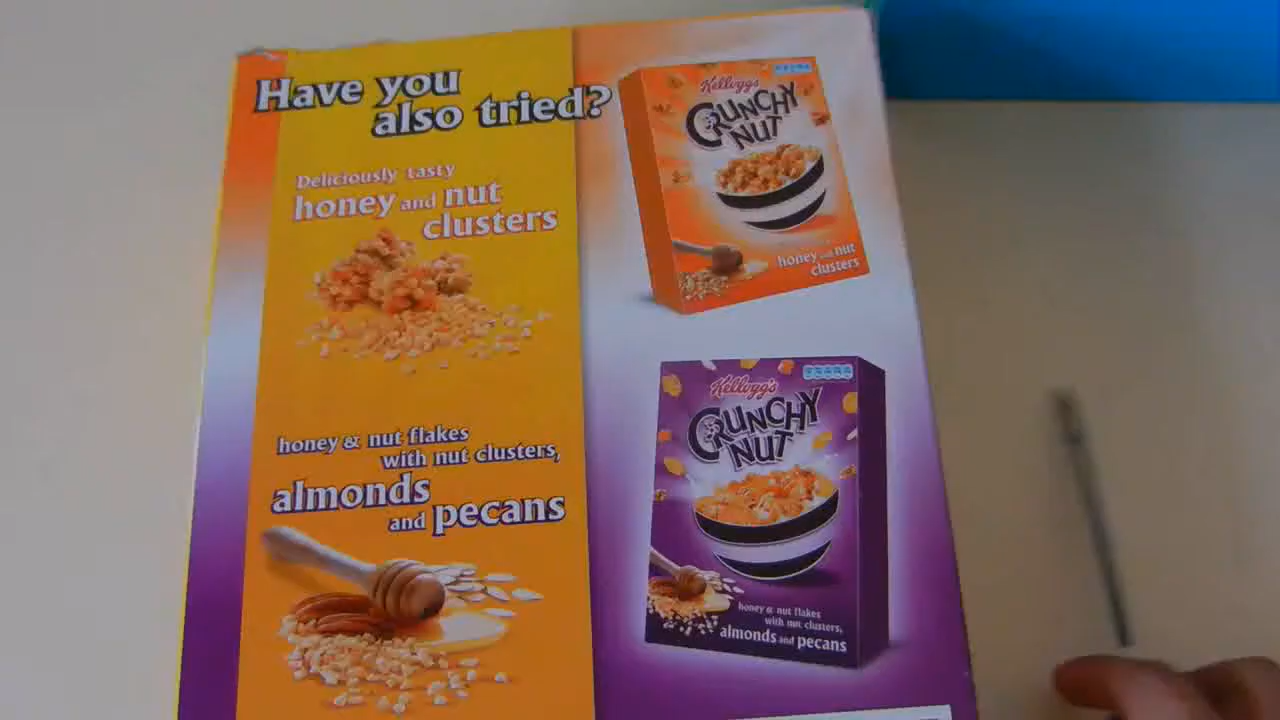 Have you
also tried?
Deliciously tasty
honey and nut
clusters
Kellogg's
CRUNCHY
NUT
honey and nut
clusters
honey & nut flakes
with nut clusters,
almonds
and pecans
Kellogg's
CRUNCHY
NUT
honey & nut flakes
with nut clusters,
almonds and pecans